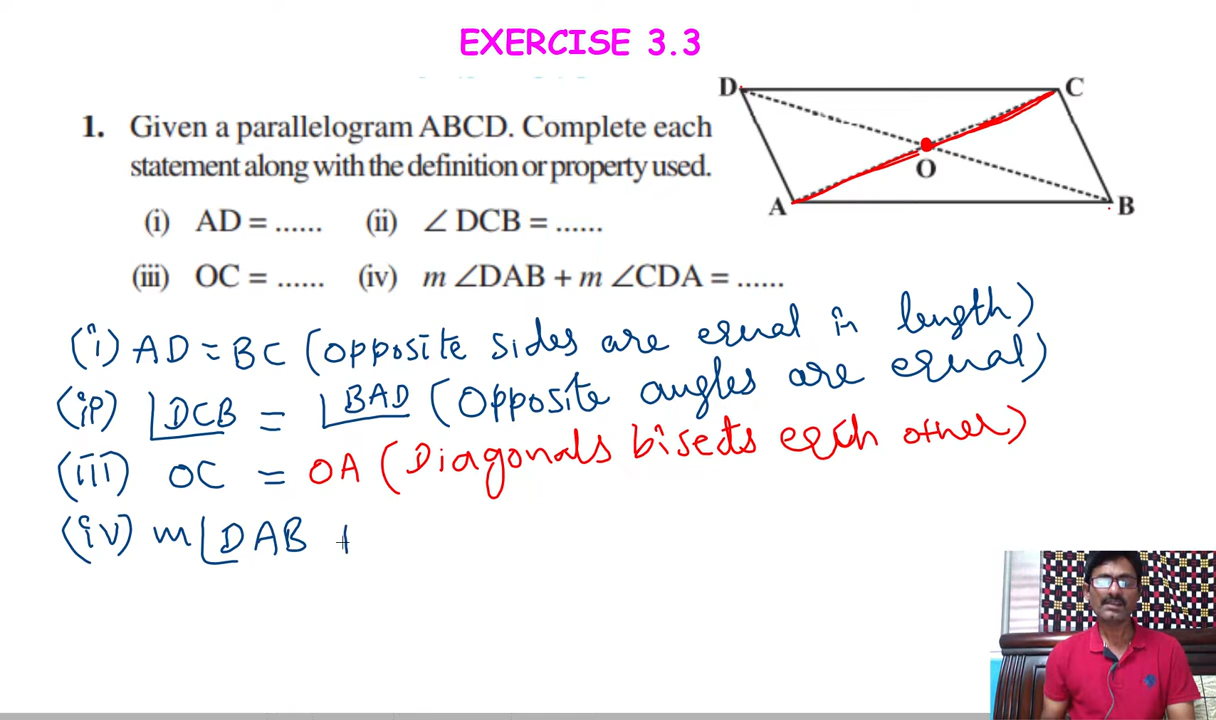 EXERCISE 3.3
1. Given a parallelogram ABCD. Complete each
statement along with the definition or property used.
(i) AD = ...... (ii) ∠ DCB = ......
(iii) OC = ...... (iv) m ∠DAB + m ∠CDA = ......
D C
O
A B
(i) AD = BC (opposite sides are equal in length)
(ii) ∠DCB = ∠BAD (Opposite angles are equal)
(iii) OC = OA (Diagonals bisects each other)
(iv) m∠DAB +